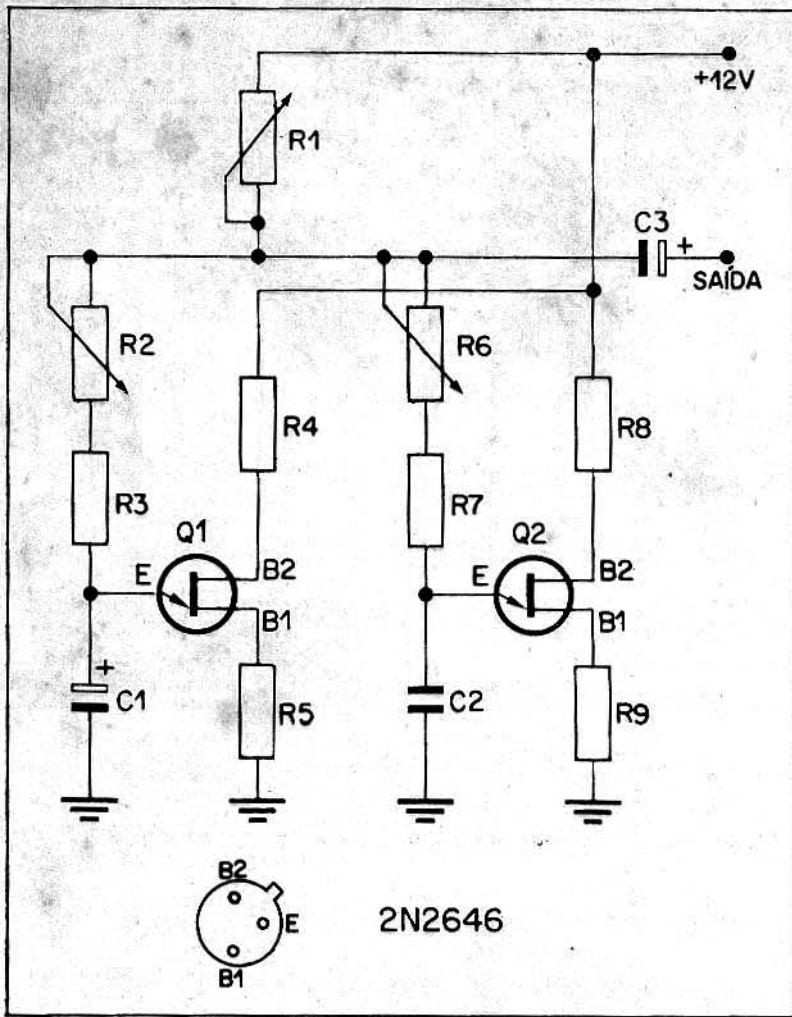 +12V
R1
C3
+
SAÍDA
R2
R6
R4
R8
R3
R7
Q1
Q2
E
B2
E
B2
B1
B1
+
C1
R5
C2
R9
B2
E
2N2646
B1